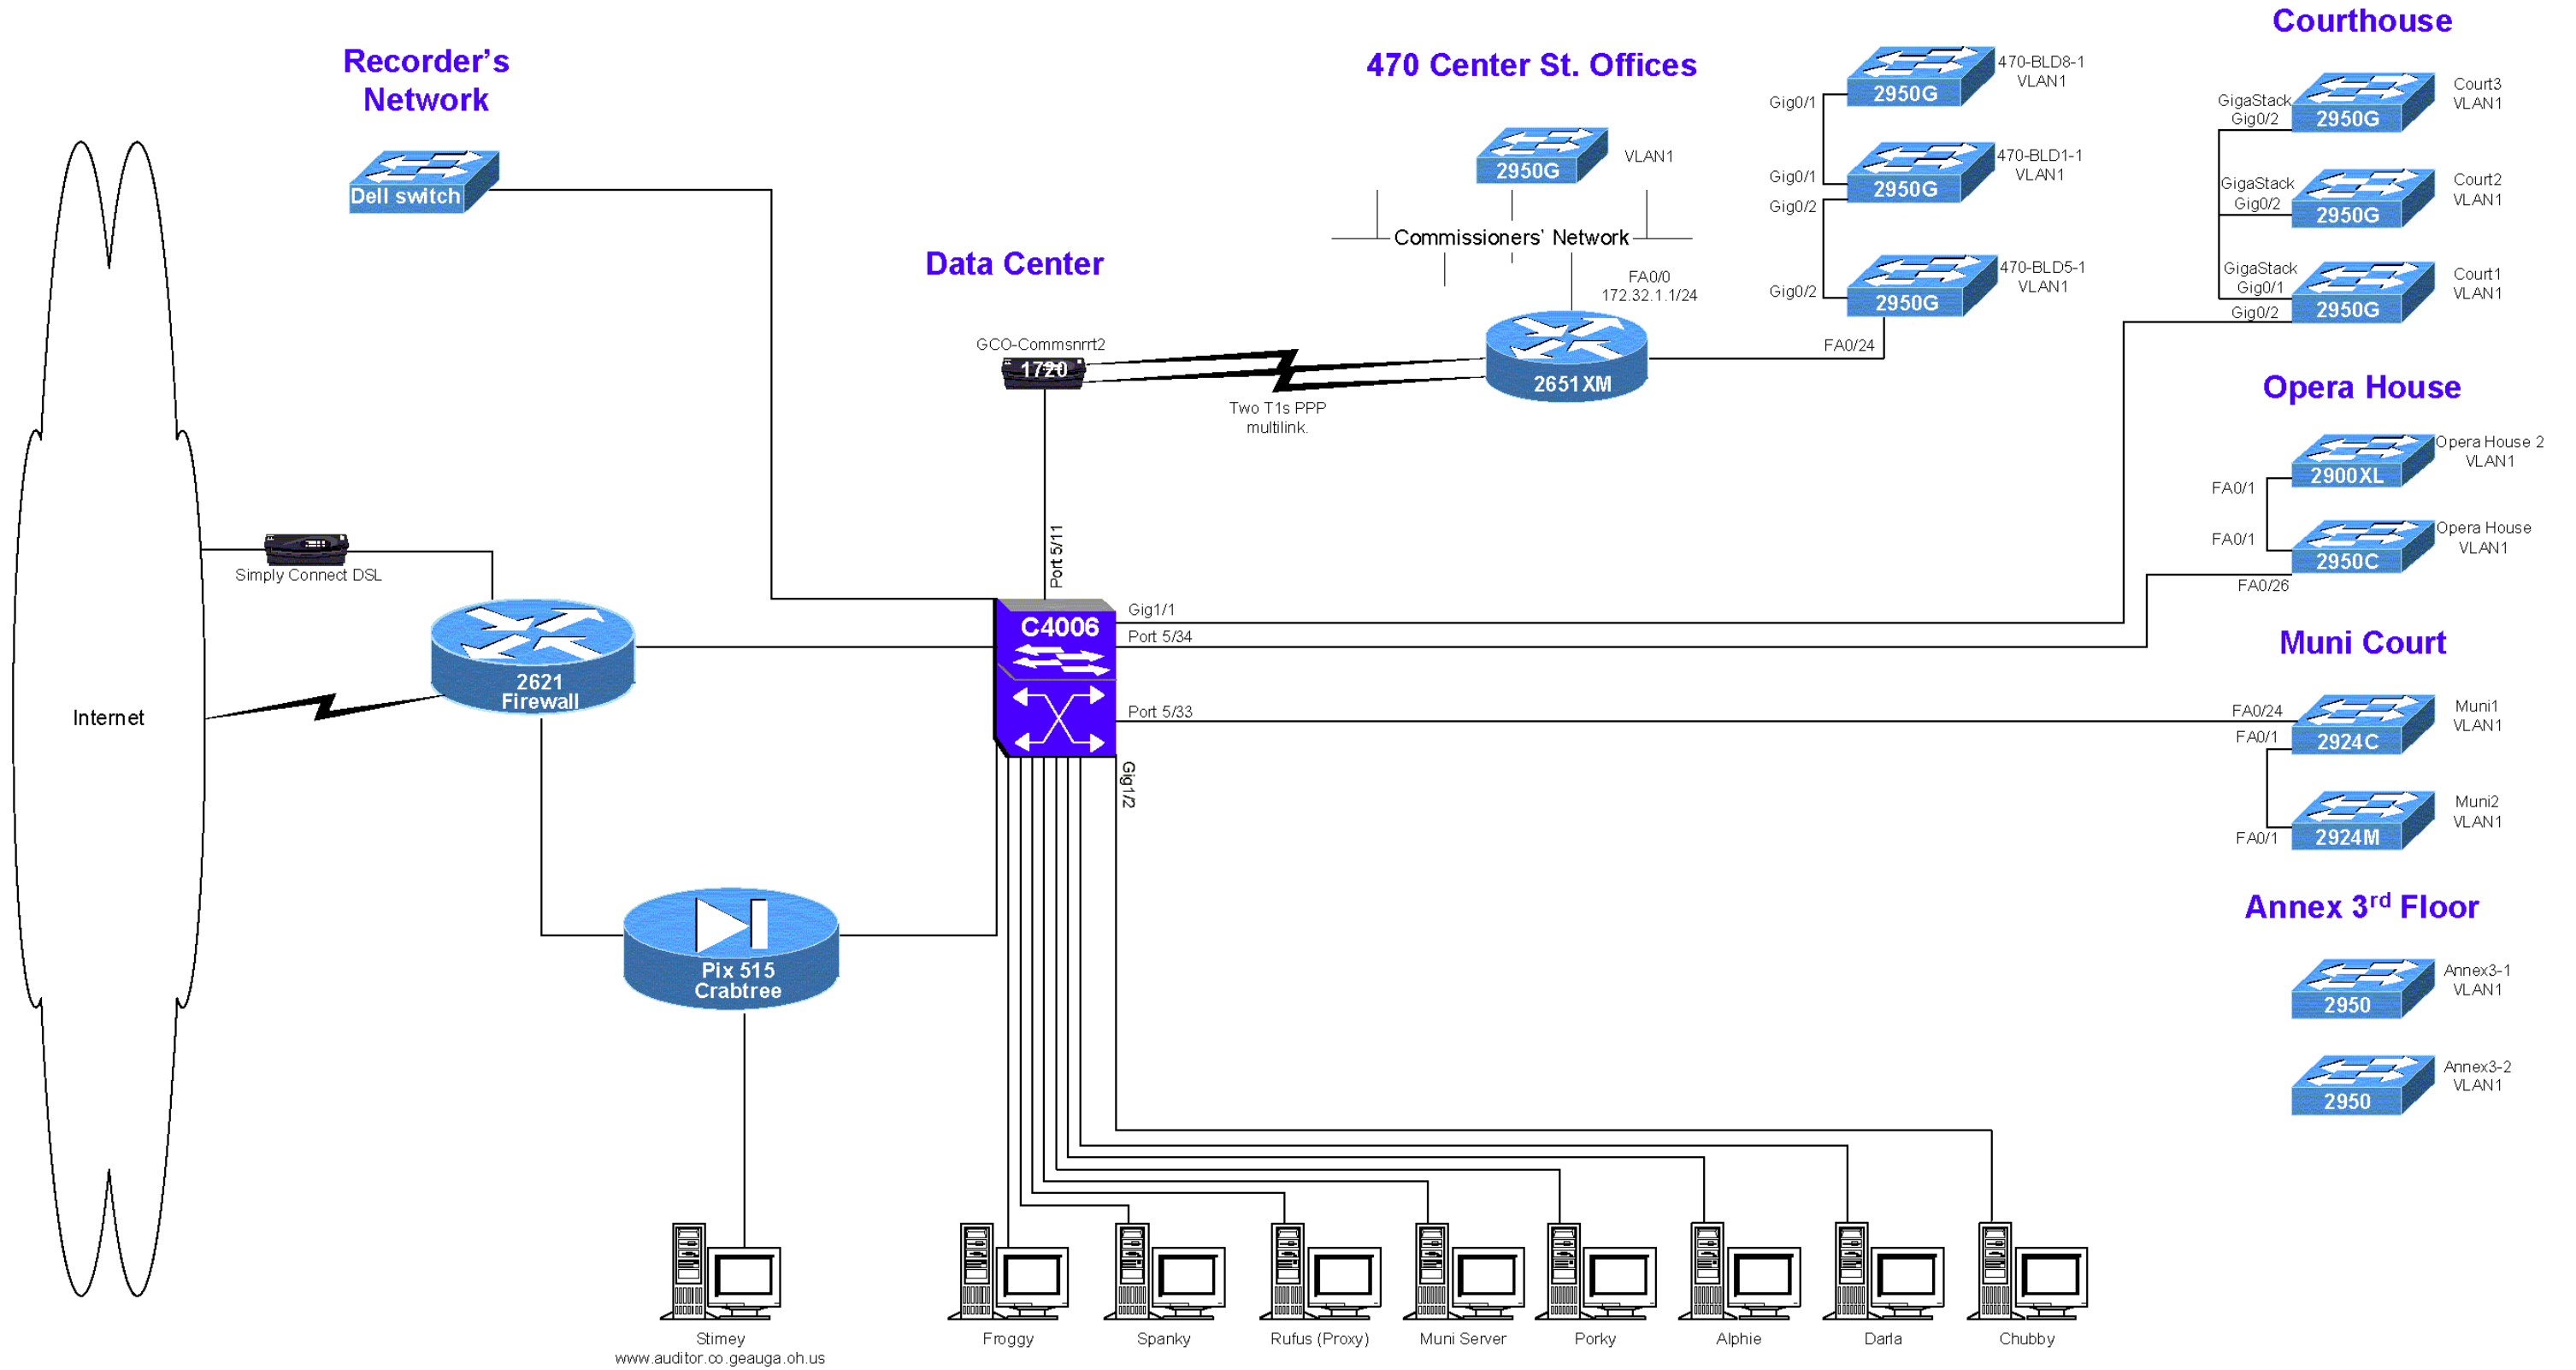 Recorder's
Network
Dell switch
Internet
Simply Connect DSL
2621
Firewall
Pix 515
Crabtree
Stimey
www.auditor.co.geauga.oh.us
Data Center
GCO-Commsnrrt2
1720
Two T1s PPP
multilink.
Port 5/11
C4006
Gig1/1
Port 5/34
Port 5/33
Gig1/2
470 Center St. Offices
2950G
VLAN1
Commissioners' Network
FA0/0
172.32.1.1/24
2651XM
FA0/24
470-BLD8-1
VLAN1
2950G
Gig0/1
470-BLD1-1
VLAN1
Gig0/1
2950G
Gig0/2
470-BLD5-1
VLAN1
Gig0/2
2950G
Courthouse
Court3
VLAN1
GigaStack
Gig0/2
2950G
Court2
VLAN1
GigaStack
Gig0/2
2950G
Court1
VLAN1
GigaStack
Gig0/1
2950G
Gig0/2
Opera House
Opera House 2
VLAN1
2900XL
FA0/1
Opera House
VLAN1
FA0/1
2950C
FA0/26
Muni Court
Muni1
VLAN1
FA0/24
FA0/1
2924C
Muni2
VLAN1
FA0/1
2924M
Annex 3rd Floor
Annex3-1
VLAN1
2950
Annex3-2
VLAN1
2950
Froggy
Spanky
Rufus (Proxy)
Muni Server
Porky
Alphie
Darla
Chubby